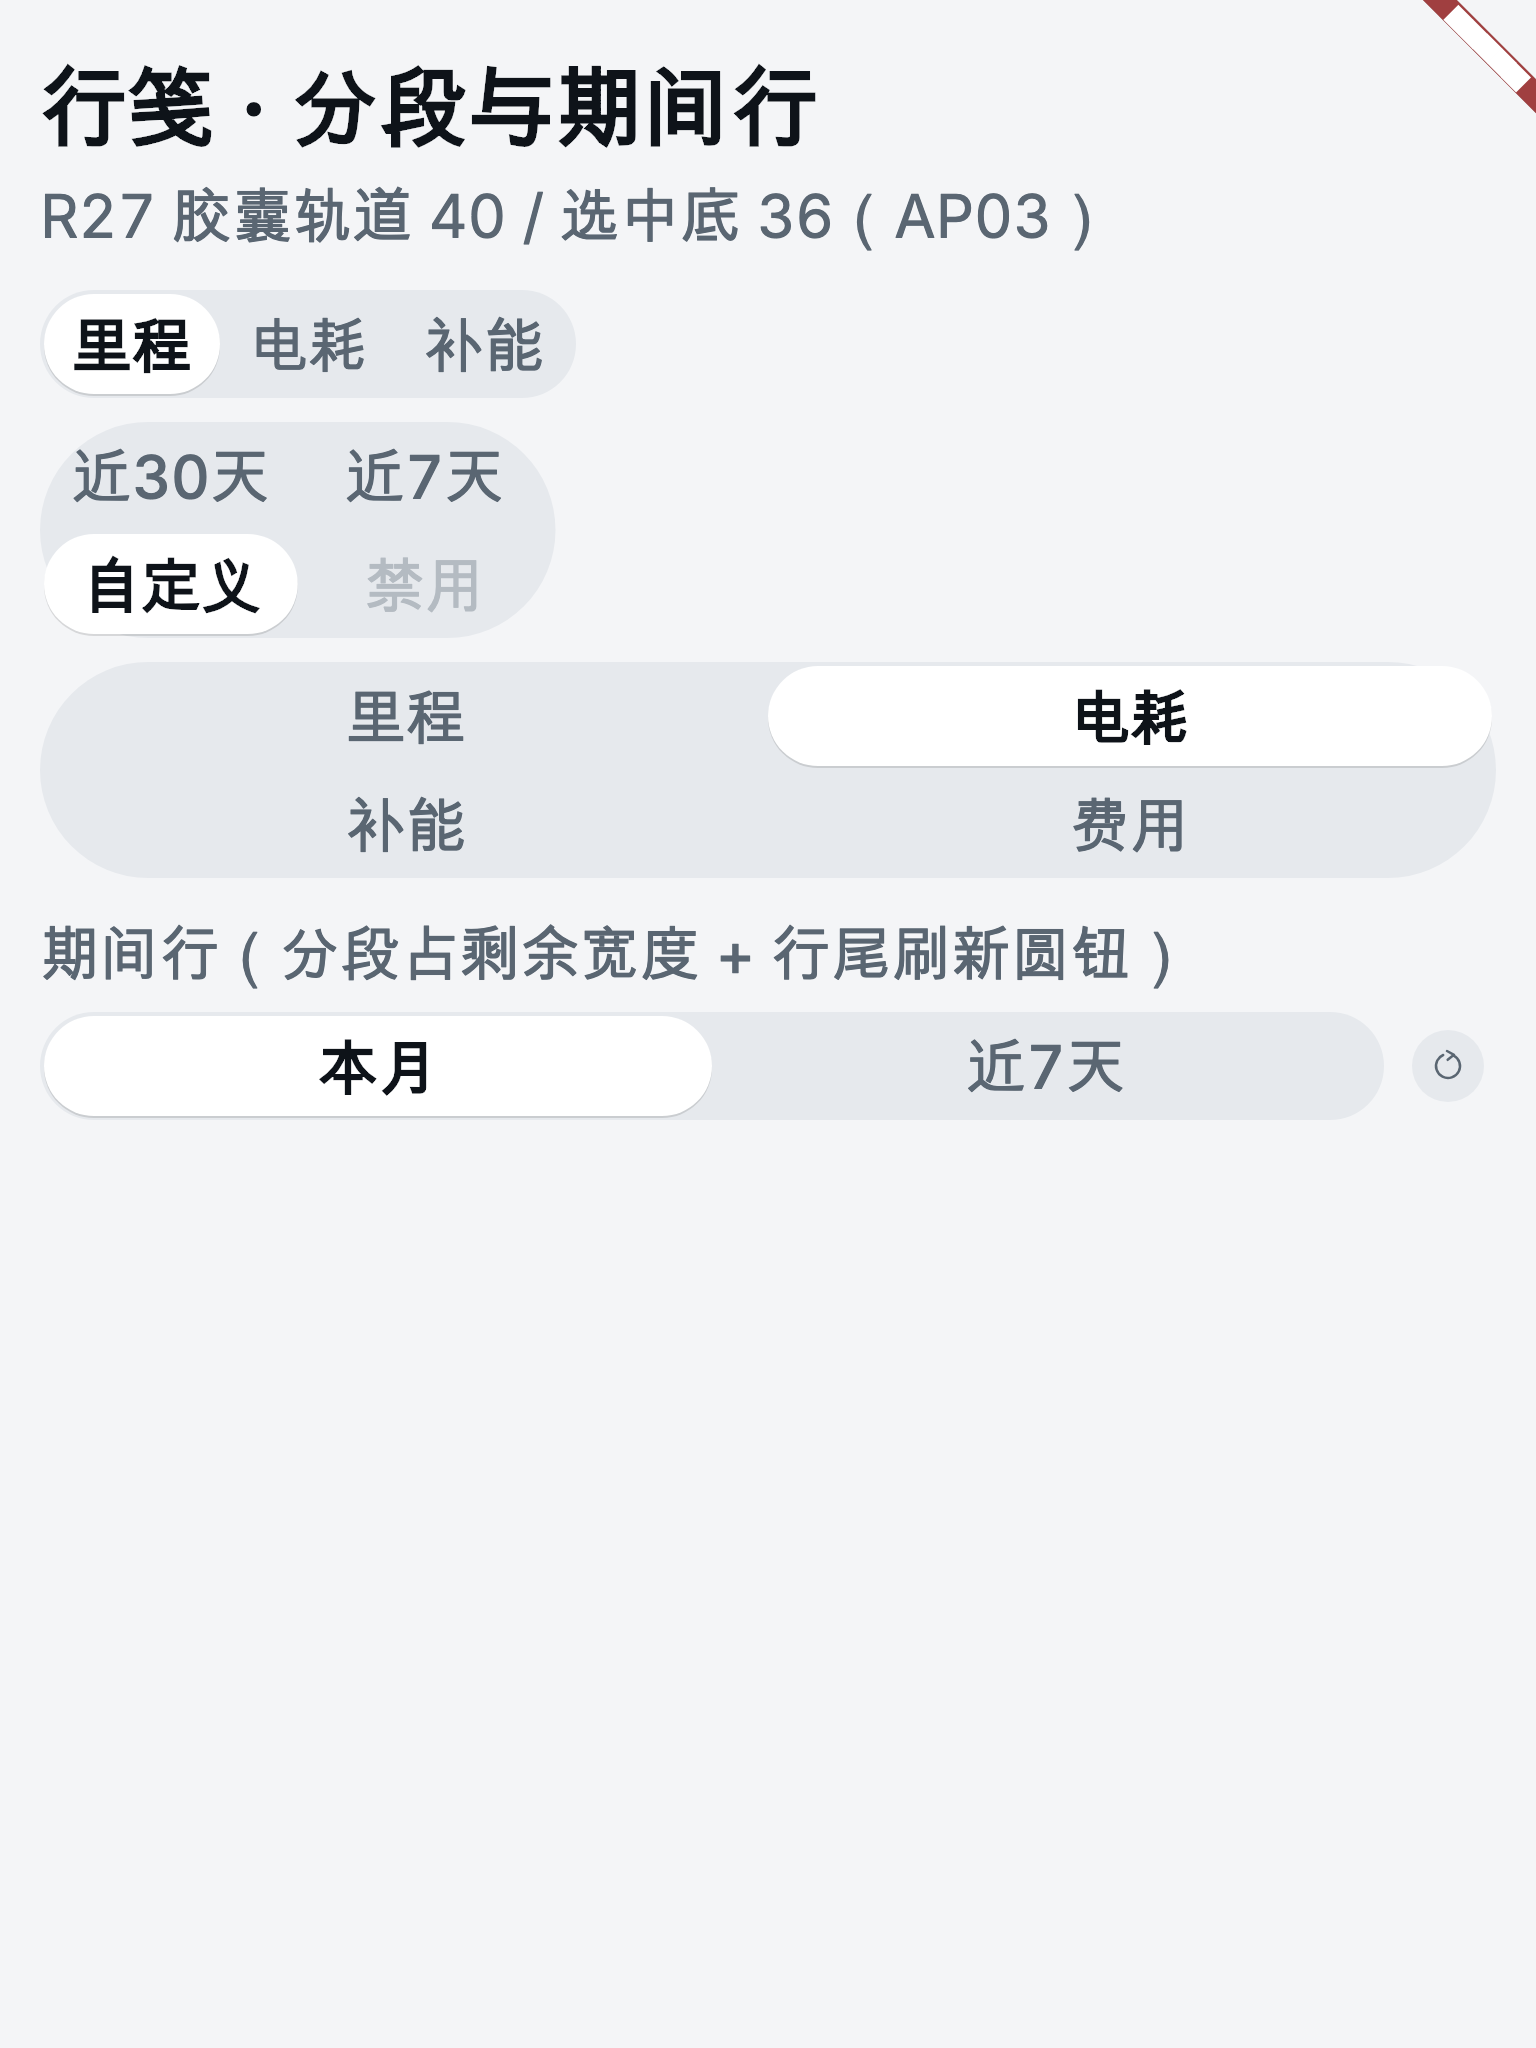 行笺 · 分段与期间行
R27 胶囊轨道 40 / 选中底 36 ( AP03 )
里程 电耗 补能
近30天 近7天
自定义 禁用
里程 电耗
补能 费用
期间行 ( 分段占剩余宽度 + 行尾刷新圆钮 )
本月 近7天